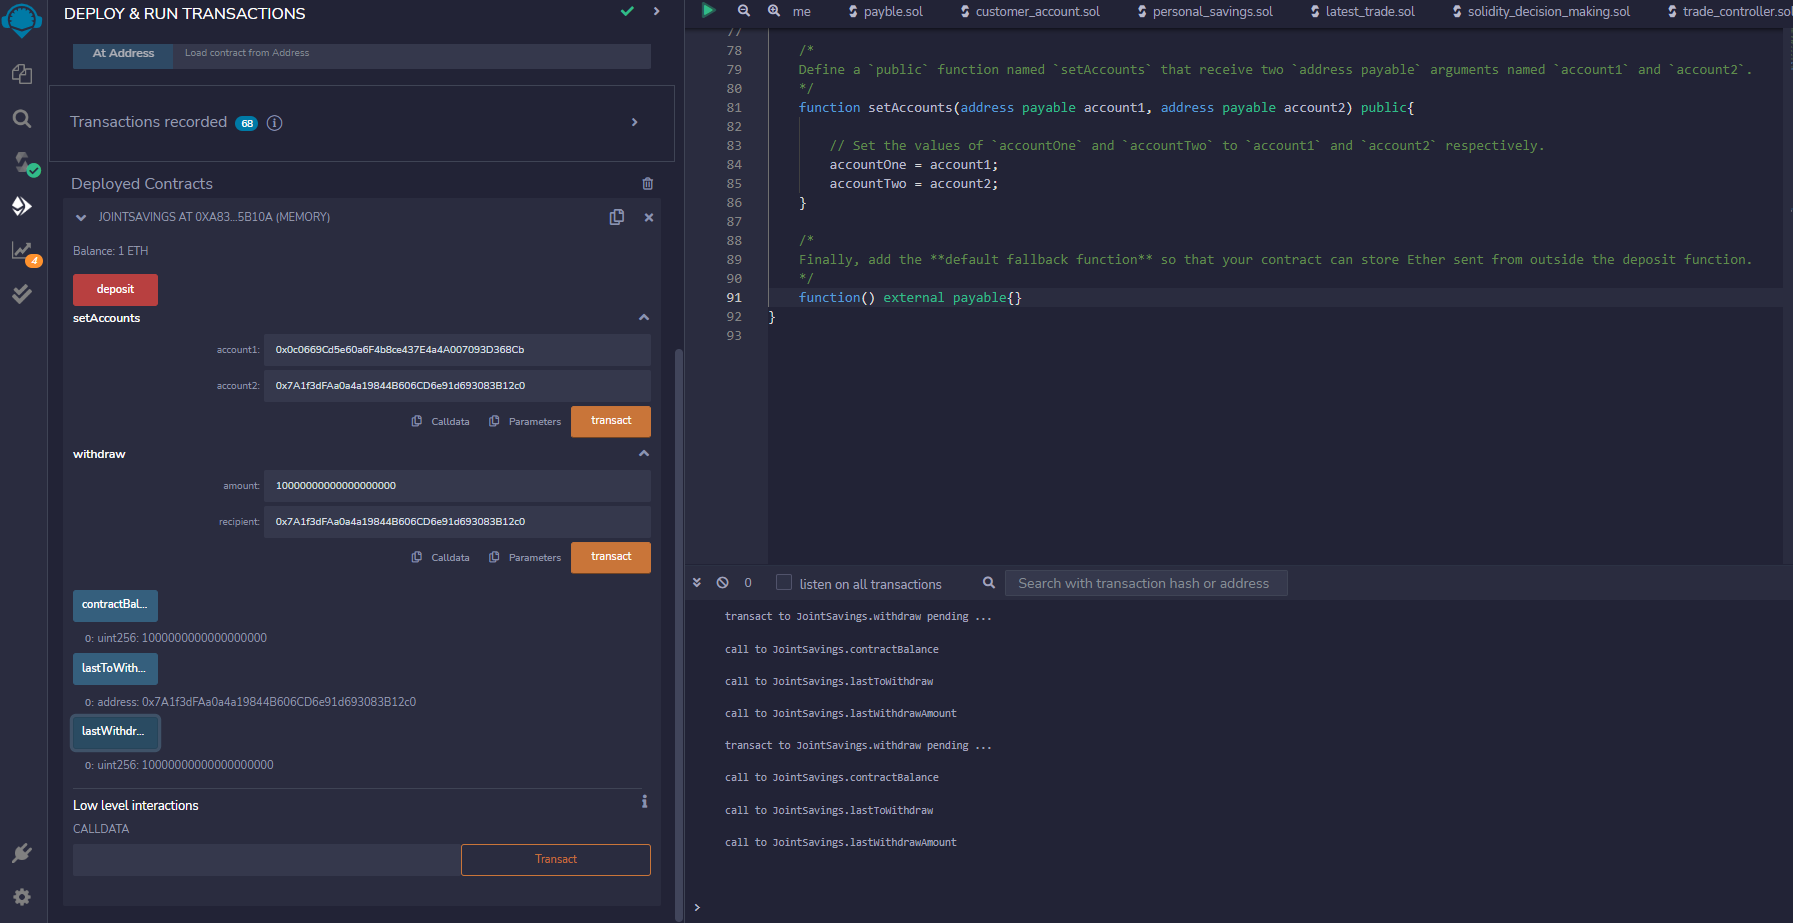 DEPLOY & RUN TRANSACTIONS
At Address
Load contract from Address
Transactions recorded 68
Deployed Contracts
JOINTSAVINGS AT 0XA83...5B10A (MEMORY)
Balance: 1 ETH
deposit
setAccounts
account1: 0x0c0669Cd5e60a6F4b8ce437E4a4A007093D368Cb
account2: 0x7A1f3dFAa0a4a19844B606CD6e91d693083B12c0
Calldata Parameters transact
withdraw
amount: 10000000000000000000
recipient: 0x7A1f3dFAa0a4a19844B606CD6e91d693083B12c0
Calldata Parameters transact
contractBal...
0: uint256: 1000000000000000000
lastToWith...
0: address: 0x7A1f3dFAa0a4a19844B606CD6e91d693083B12c0
lastWithdr...
0: uint256: 10000000000000000000
Low level interactions
CALLDATA
Transact
4
me payble.sol customer_account.sol personal_savings.sol latest_trade.sol solidity_decision_making.sol trade_controller.sol
77
78 /*
79 Define a `public` function named `setAccounts` that receive two `address payable` arguments named `account1` and `account2`.
80 */
81 function setAccounts(address payable account1, address payable account2) public{
82
83 // Set the values of `accountOne` and `accountTwo` to `account1` and `account2` respectively.
84 accountOne = account1;
85 accountTwo = account2;
86 }
87
88 /*
89 Finally, add the **default fallback function** so that your contract can store Ether sent from outside the deposit function.
90 */
91 function() external payable{}
92 }
93
0 listen on all transactions Search with transaction hash or address
transact to JointSavings.withdraw pending ...
call to JointSavings.contractBalance
call to JointSavings.lastToWithdraw
call to JointSavings.lastWithdrawAmount
transact to JointSavings.withdraw pending ...
call to JointSavings.contractBalance
call to JointSavings.lastToWithdraw
call to JointSavings.lastWithdrawAmount
>